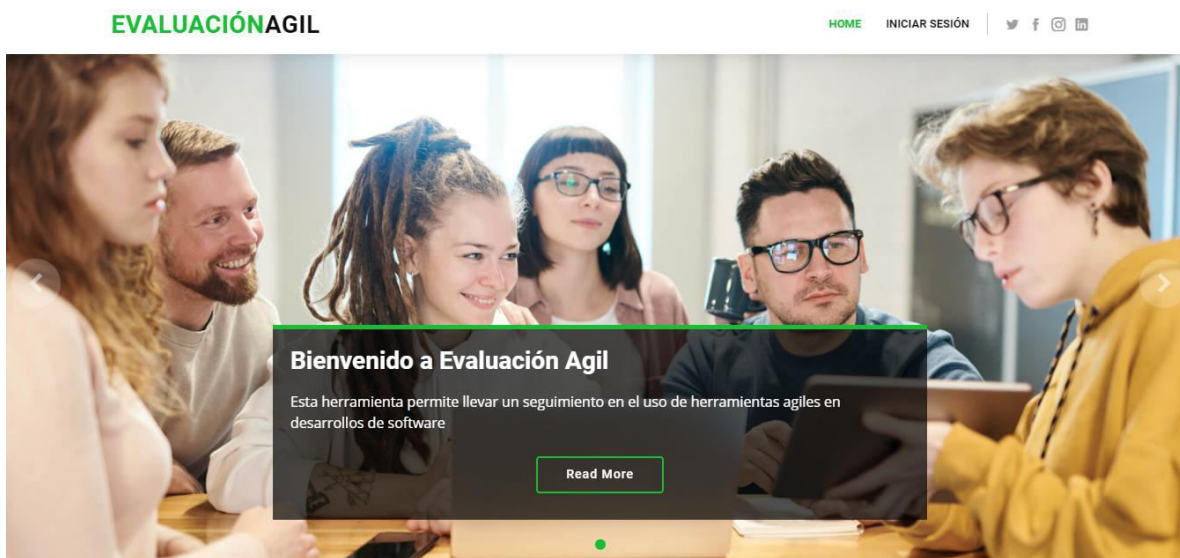 EVALUACIÓNAGIL
HOME INICIAR SESIÓN
Bienvenido a Evaluación Agil
Esta herramienta permite llevar un seguimiento en el uso de herramientas agiles en
desarrollos de software
Read More